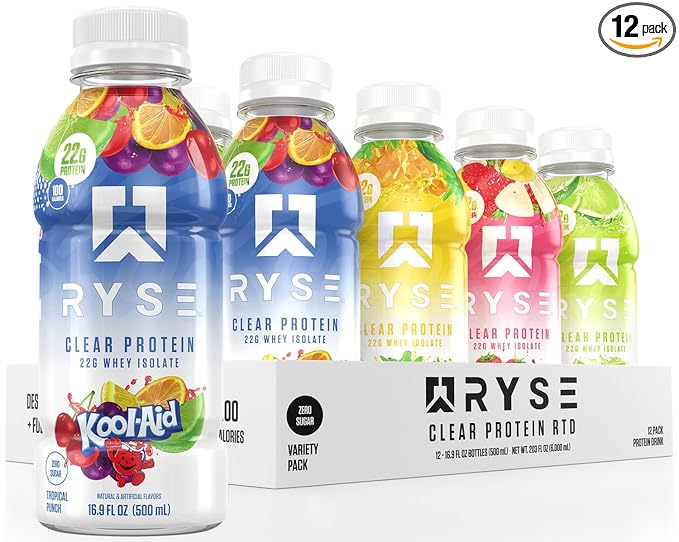 12 pack
22G
PROTEIN
100
CALORIES
RYSE
CLEAR PROTEIN
22G WHEY ISOLATE
Kool-Aid
ZERO
SUGAR
TROPICAL
PUNCH
NATURAL & ARTIFICIAL FLAVORS
16.9 FL OZ (500 mL)
22G
PROTEIN
RYSE
CLEAR PROTEIN
22G WHEY ISOLATE
RYSE
CLEAR PROTEIN
22G WHEY ISOLATE
RYSE
CLEAR PROTEIN
22G WHEY ISOLATE
RYSE
CLEAR PROTEIN
22G WHEY ISOLATE
ZERO
SUGAR
VARIETY
PACK
RYSE
CLEAR PROTEIN RTD
12 - 16.9 FL OZ BOTTLES (500 mL) NET WT. 203 FL OZ (6,000 mL)
12 PACK
PROTEIN DRINK